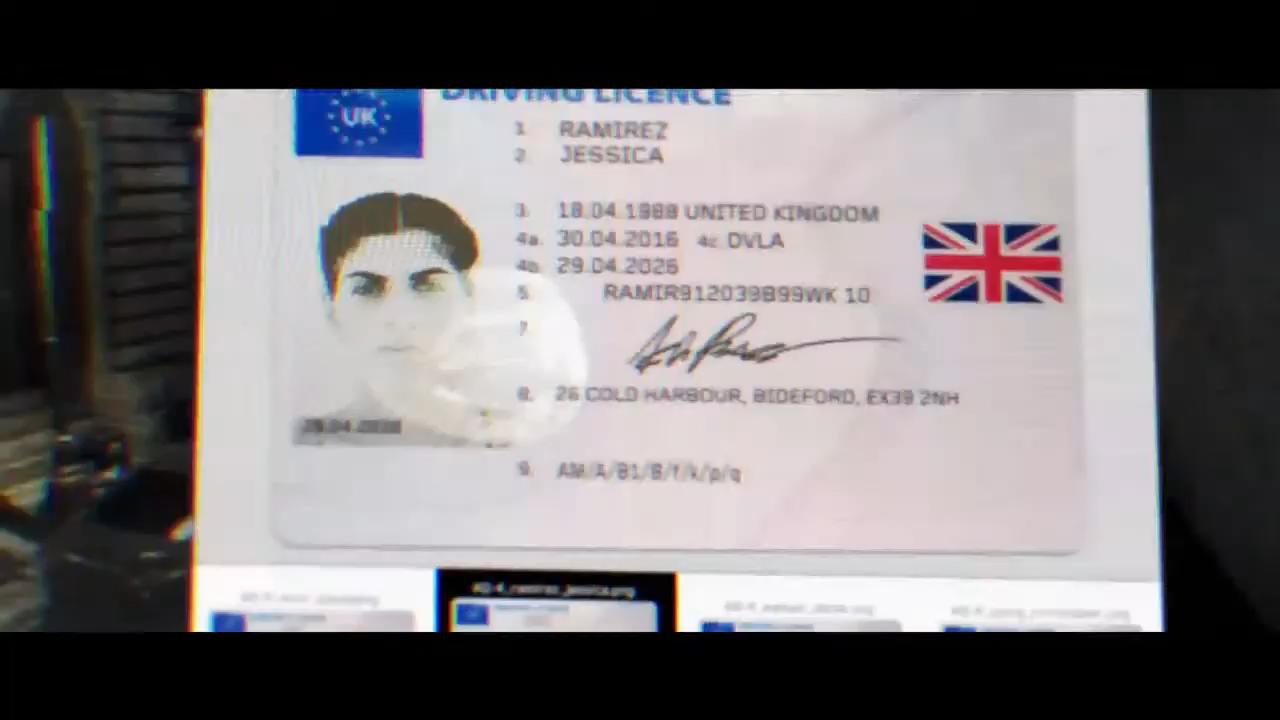 UK
DRIVING LICENCE
1. RAMIREZ
2. JESSICA
3. 18.04.1989 UNITED KINGDOM
4a. 30.04.2016 4c. DVLA
4b. 29.04.2026
5. RAMIR912039B99WK 10
7.
8. 26 COLD HARBOUR, BIDEFORD, EX39 2NH
9. AM/A/B1/B/f/k/p/q